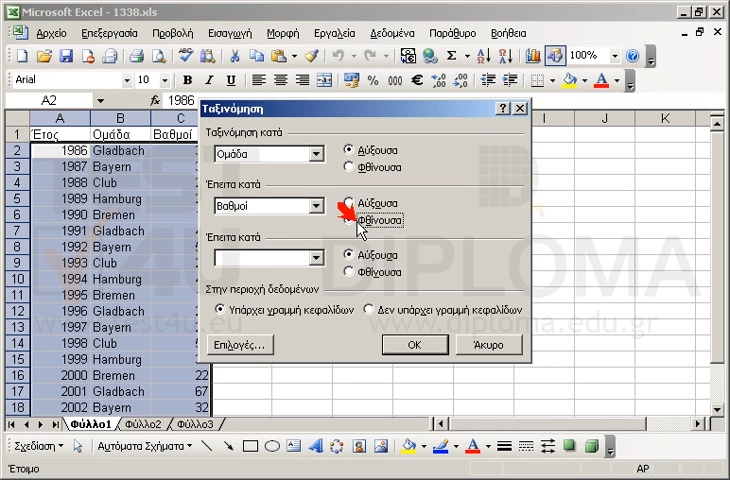 Microsoft Excel - 1338.xls
Αρχείο Επεξεργασία Προβολή Εισαγωγή Μορφή Εργαλεία Δεδομένα Παράθυρο Βοήθεια
100%
Arial 10 B I U
A2 fx 1986
A B C I J K
1 Έτος Ομάδα Βαθμοί
2 1986 Gladbach
3 1987 Bayern
4 1988 Club
5 1989 Hamburg
6 1990 Bremen
7 1991 Gladbach
8 1992 Bayern
9 1993 Club
10 1994 Hamburg
11 1995 Bremen
12 1996 Gladbach
13 1997 Bayern
14 1998 Club
15 1999 Hamburg
16 2000 Bremen 22
17 2001 Gladbach 67
18 2002 Bayern 32
Ταξινόμηση
Ταξινόμηση κατά
Ομάδα
Αύξουσα
Φθίνουσα
Έπειτα κατά
Βαθμοί
Αύξουσα
Φθίνουσα
Έπειτα κατά
Αύξουσα
Φθίνουσα
Στην περιοχή δεδομένων
Υπάρχει γραμμή κεφαλίδων Δεν υπάρχει γραμμή κεφαλίδων
Επιλογές... OK Άκυρο
TEST 4U DIPLOMA
www.test4u.eu www.diploma.edu.gr
Φύλλο1 Φύλλο2 Φύλλο3
Σχεδίαση Αυτόματα Σχήματα
Έτοιμο AP